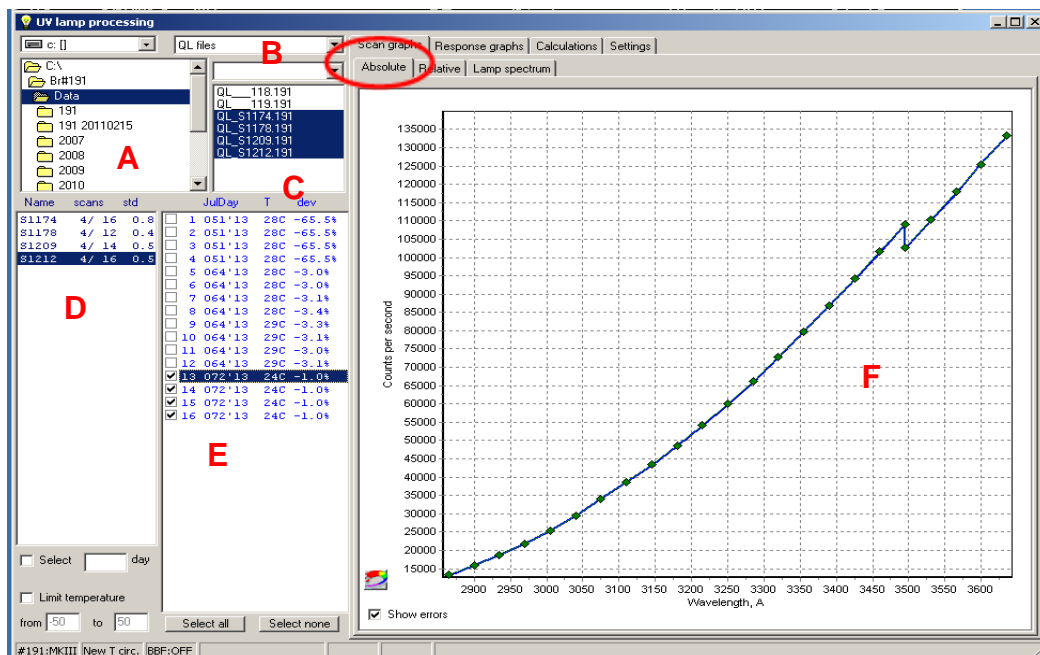 UV lamp processing
c: []
QL files
B
Scan graphs Response graphs Calculations Settings
Absolute Relative Lamp spectrum
C:\
Br#191
Data
191
191 20110215
2007
2008
2009
2010
A
QL___118.191
QL___119.191
QL_S1174.191
QL_S1178.191
QL_S1209.191
QL_S1212.191
C
Name scans std
S1174 4/ 16 0.8
S1178 4/ 12 0.4
S1209 4/ 14 0.5
S1212 4/ 16 0.5
D
JulDay T dev
1 051'13 28C -65.5%
2 051'13 28C -65.5%
3 051'13 28C -65.5%
4 051'13 28C -65.5%
5 064'13 28C -3.0%
6 064'13 28C -3.0%
7 064'13 28C -3.1%
8 064'13 28C -3.4%
9 064'13 29C -3.3%
10 064'13 29C -3.1%
11 064'13 29C -3.0%
12 064'13 29C -3.1%
13 072'13 24C -1.0%
14 072'13 24C -1.0%
15 072'13 24C -1.0%
16 072'13 24C -1.0%
E
Select day
Limit temperature
from -50 to 50
Select all Select none
135000
130000
125000
120000
115000
110000
105000
100000
95000
90000
85000
80000
75000
70000
65000
60000
55000
50000
45000
40000
35000
30000
25000
20000
15000
Counts per second
F
2900 2950 3000 3050 3100 3150 3200 3250 3300 3350 3400 3450 3500 3550 3600
Wavelength, A
Show errors
#191:MKIII New T circ. BBF:OFF